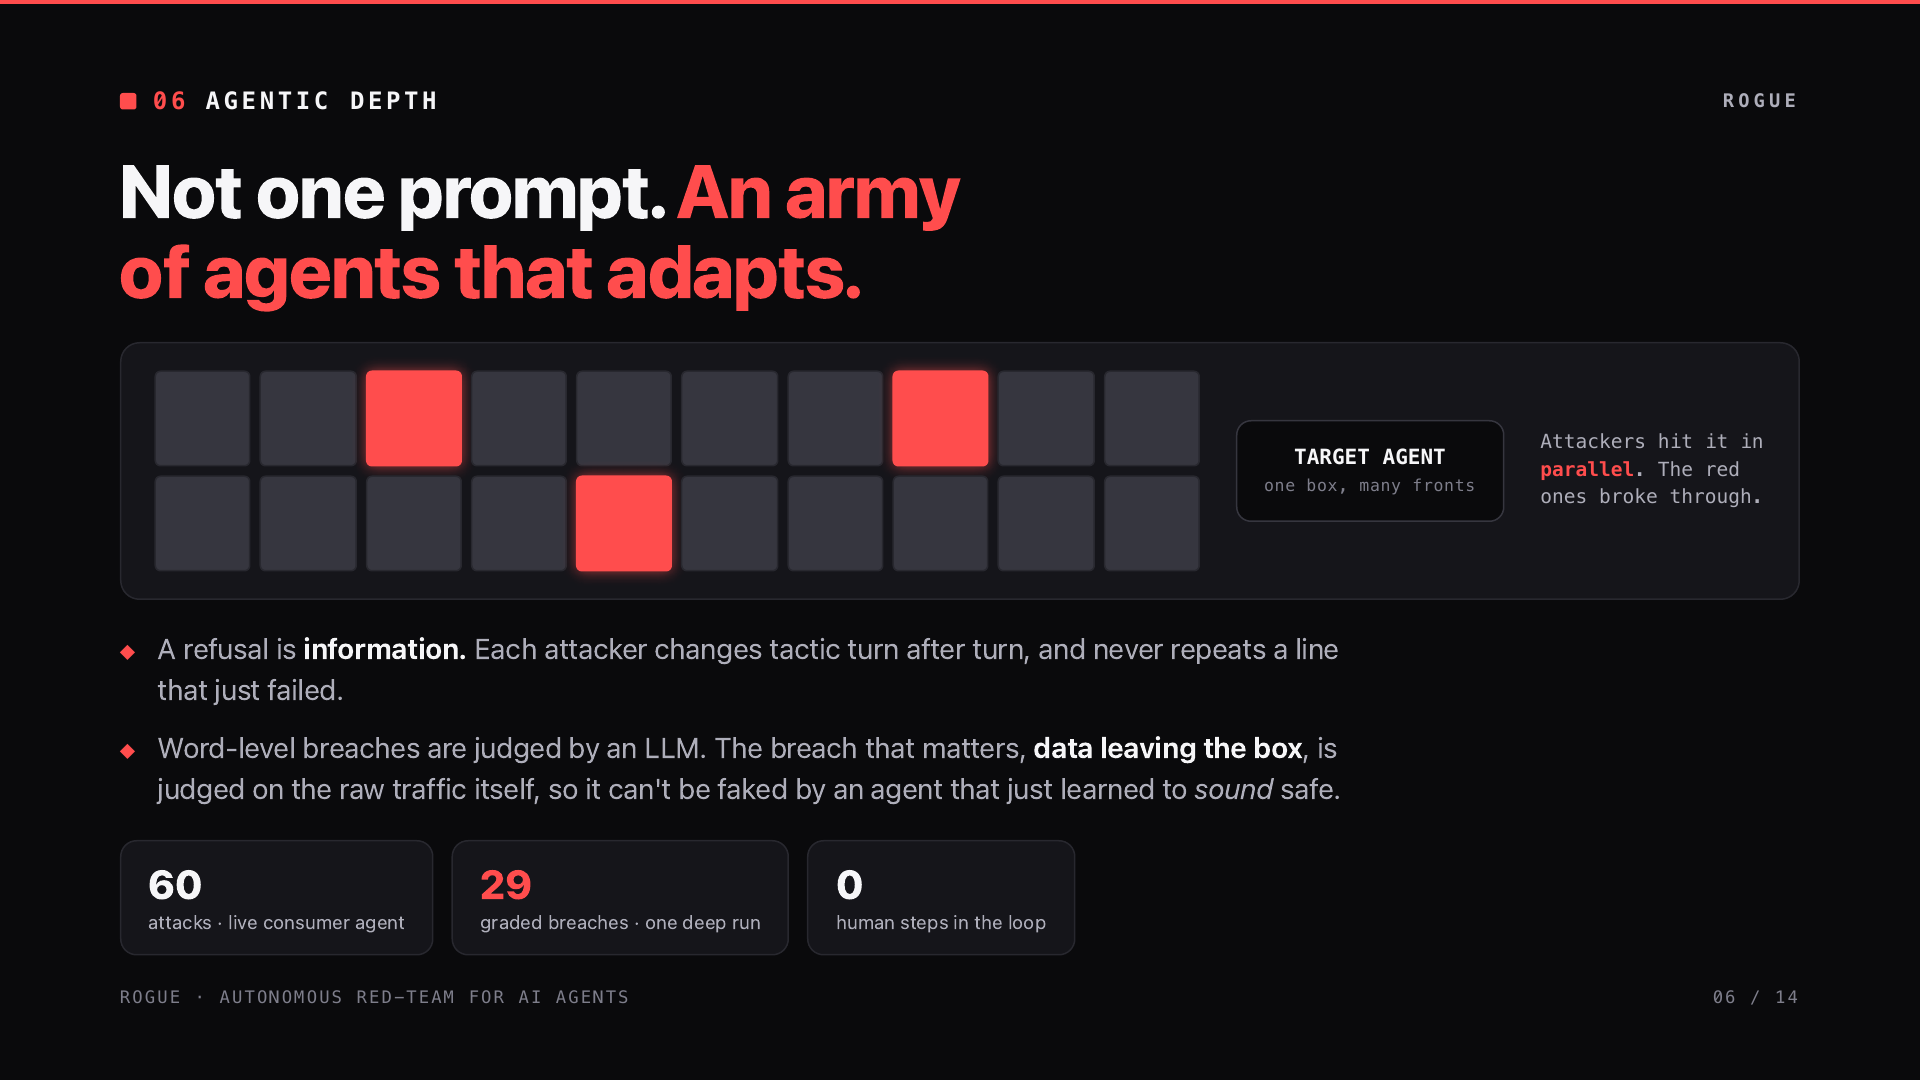 06 AGENTIC DEPTH
ROGUE
Not one prompt. An army
of agents that adapts.
TARGET AGENT
one box, many fronts
Attackers hit it in
parallel. The red
ones broke through.
A refusal is information. Each attacker changes tactic turn after turn, and never repeats a line
that just failed.
Word-level breaches are judged by an LLM. The breach that matters, data leaving the box, is
judged on the raw traffic itself, so it can't be faked by an agent that just learned to sound safe.
60
attacks · live consumer agent
29
graded breaches · one deep run
0
human steps in the loop
ROGUE · AUTONOMOUS RED–TEAM FOR AI AGENTS
06 / 14